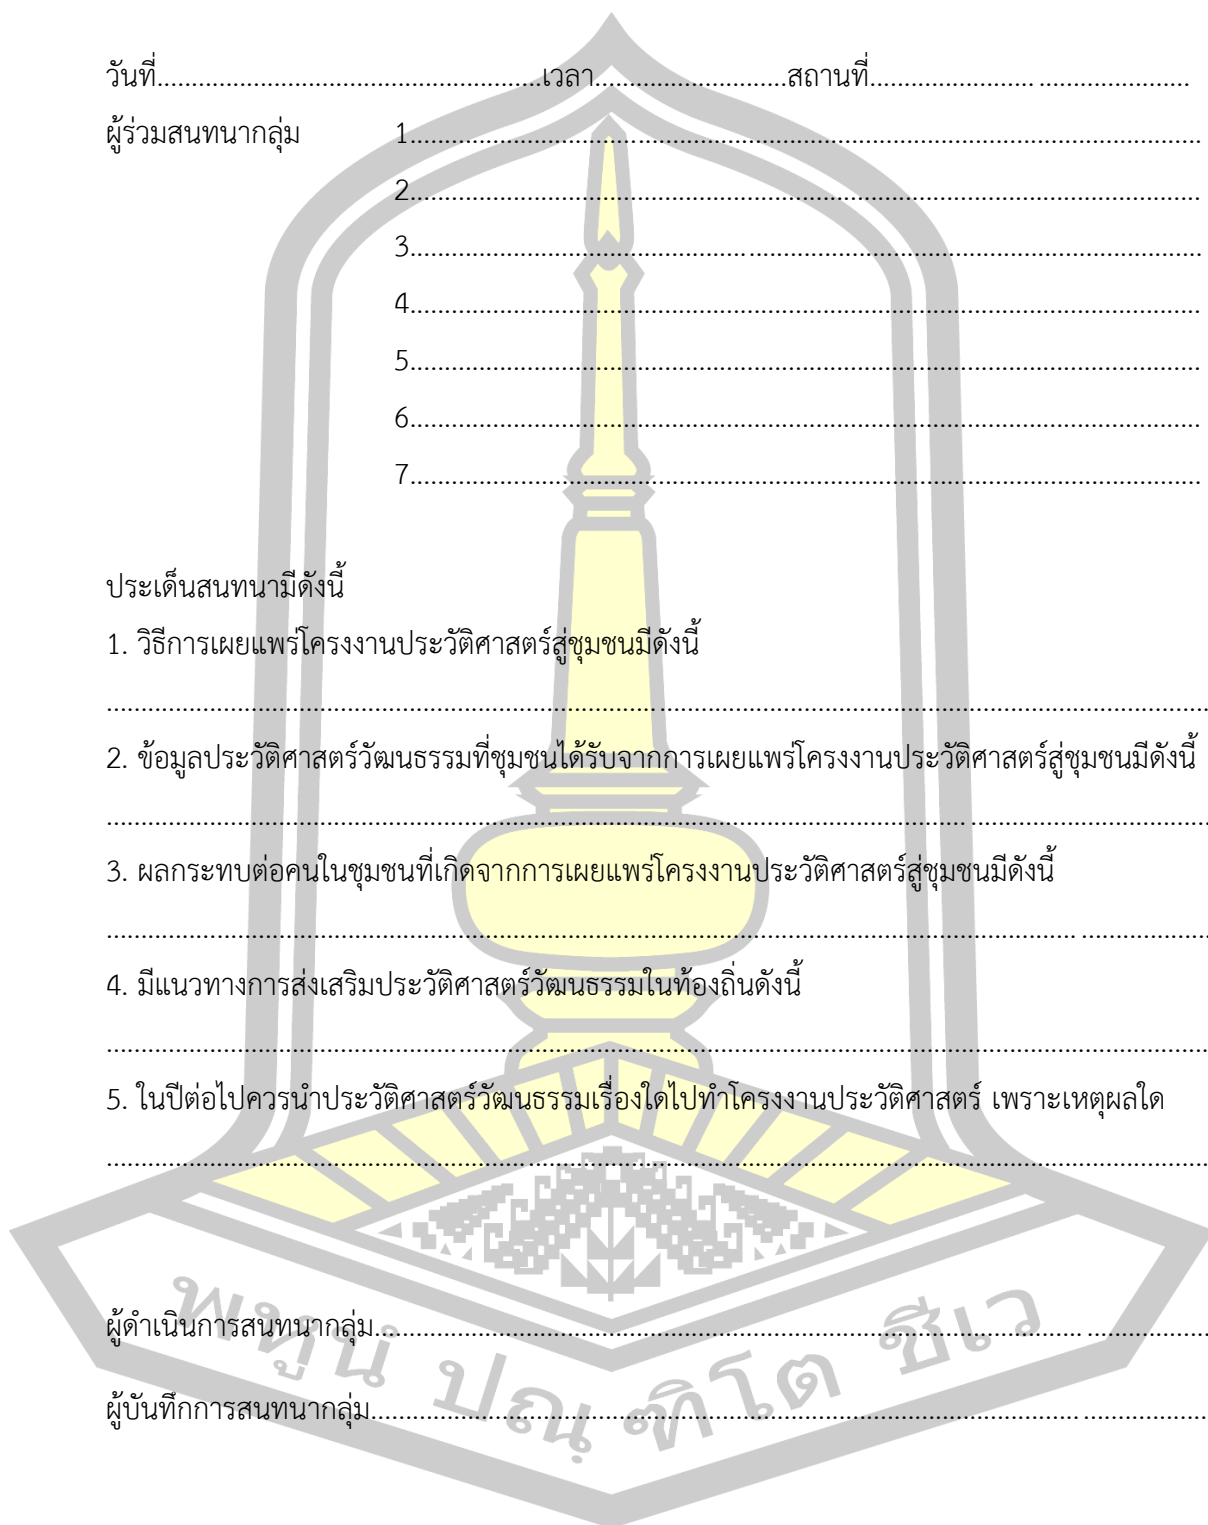 วันที่.......................................................................เวลา...................................สถานที่.............................. ............................
ผู้ร่วมสนทนากลุ่ม 1..............................................................................................................................................
2..............................................................................................................................................
3..............................................................................................................................................
4..............................................................................................................................................
5..............................................................................................................................................
6..............................................................................................................................................
7..............................................................................................................................................
ประเด็นสนทนามีดังนี้
1. วิธีการเผยแพร่โครงงานประวัติศาสตร์สู่ชุมชนมีดังนี้
..............................................................................................................................................
2. ข้อมูลประวัติศาสตร์วัฒนธรรมที่ชุมชนได้รับจากการเผยแพร่โครงงานประวัติศาสตร์สู่ชุมชนมีดังนี้
..............................................................................................................................................
3. ผลกระทบต่อคนในชุมชนที่เกิดจากการเผยแพร่โครงงานประวัติศาสตร์สู่ชุมชนมีดังนี้
..............................................................................................................................................
4. มีแนวทางการส่งเสริมประวัติศาสตร์วัฒนธรรมในท้องถิ่นดังนี้
..............................................................................................................................................
5. ในปีต่อไปควรนำประวัติศาสตร์วัฒนธรรมเรื่องใดไปทำโครงงานประวัติศาสตร์ เพราะเหตุผลใด
..............................................................................................................................................
ผู้ดำเนินการสนทนากลุ่ม..............................................................................................................................................
ผู้บันทึกการสนทนากลุ่ม..............................................................................................................................................
พหูนํ ปณฺฑิโต ชีเว